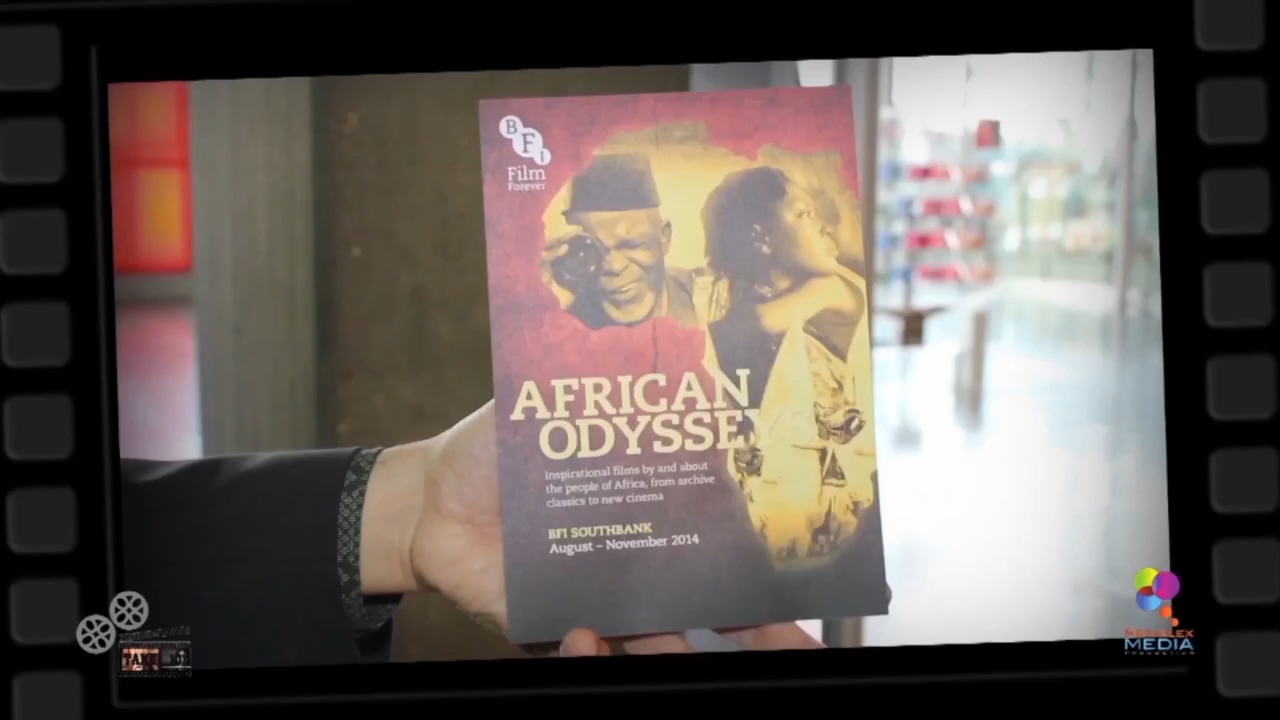 BFI
Film
Forever
AFRICAN
ODYSSEY
Inspirational films by and about
the people of Africa, from archive
classics to new cinema
BFI SOUTHBANK
August – November 2014
MEDIA